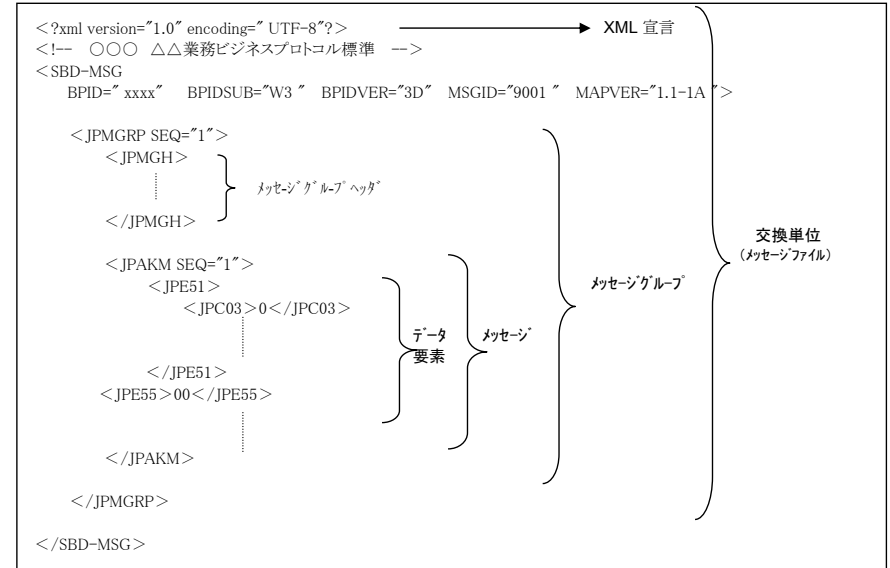 <?xml version="1.0" encoding=" UTF-8"?> XML 宣言
<!-- ○○○ △△業務ビジネスプロトコル標準 -->
<SBD-MSG
BPID=" xxxx" BPIDSUB="W3 " BPIDVER="3D" MSGID="9001 " MAPVER="1.1-1A ">
<JPMGRP SEQ="1">
<JPMGH>
ﾒｯｾｰｼﾞｸﾞﾙｰﾌﾟﾍｯﾀﾞ
</JPMGH>
交換単位
(ﾒｯｾｰｼﾞﾌｧｲﾙ)
<JPAKM SEQ="1">
<JPE51>
ﾒｯｾｰｼﾞｸﾞﾙｰﾌﾟ
<JPC03>0</JPC03>
ﾃﾞｰﾀ
要素
ﾒｯｾｰｼﾞ
</JPE51>
<JPE55>00</JPE55>
</JPAKM>
</JPMGRP>
</SBD-MSG>